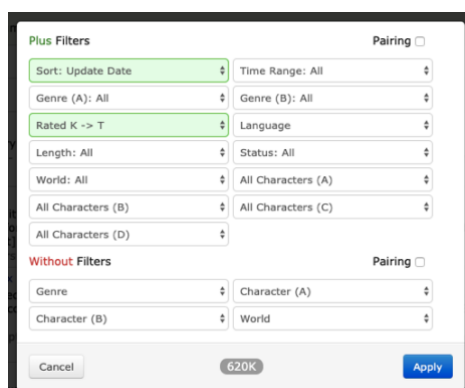 Plus Filters Pairing
Sort: Update Date Time Range: All
Genre (A): All Genre (B): All
Rated K -> T Language
Length: All Status: All
World: All All Characters (A)
All Characters (B) All Characters (C)
All Characters (D)
Without Filters Pairing
Genre Character (A)
Character (B) World
Cancel 620K Apply